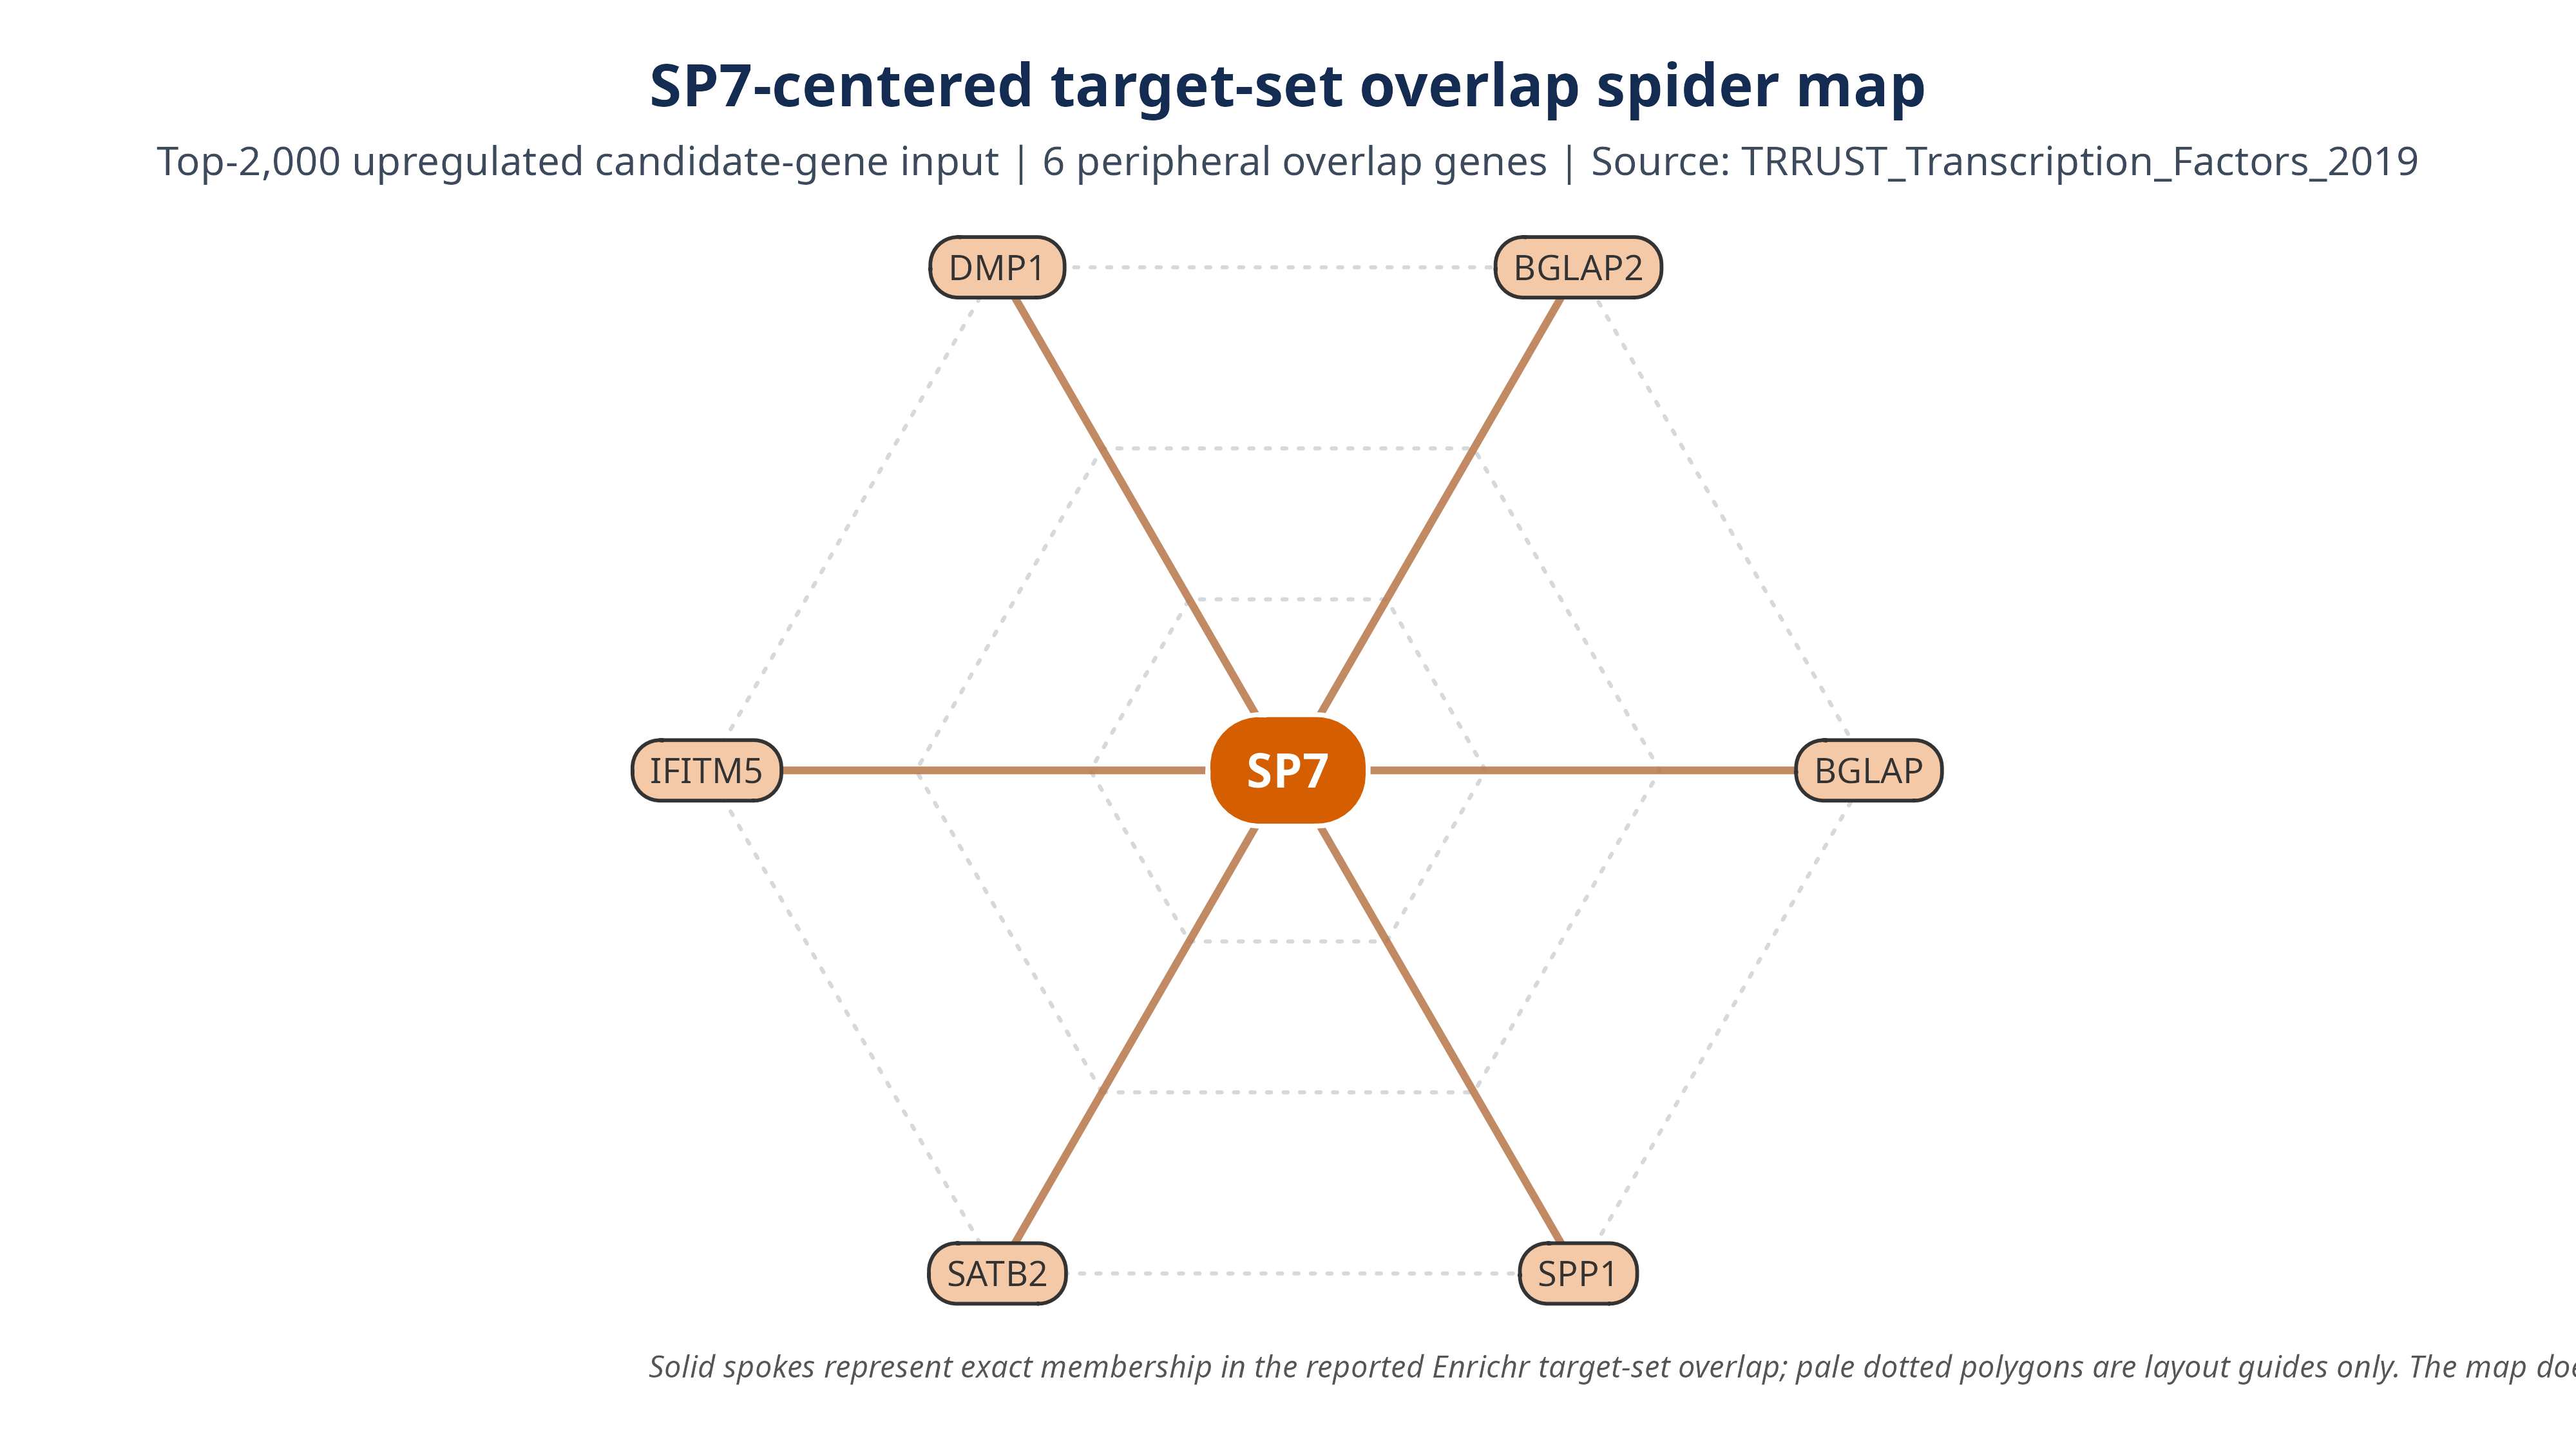 SP7-centered target-set overlap spider map
Top-2,000 upregulated candidate-gene input | 6 peripheral overlap genes | Source: TRRUST_Transcription_Factors_2019
DMP1
BGLAP2
IFITM5
SP7
BGLAP
SATB2
SPP1
Solid spokes represent exact membership in the reported Enrichr target-set overlap; pale dotted polygons are layout guides only. The map